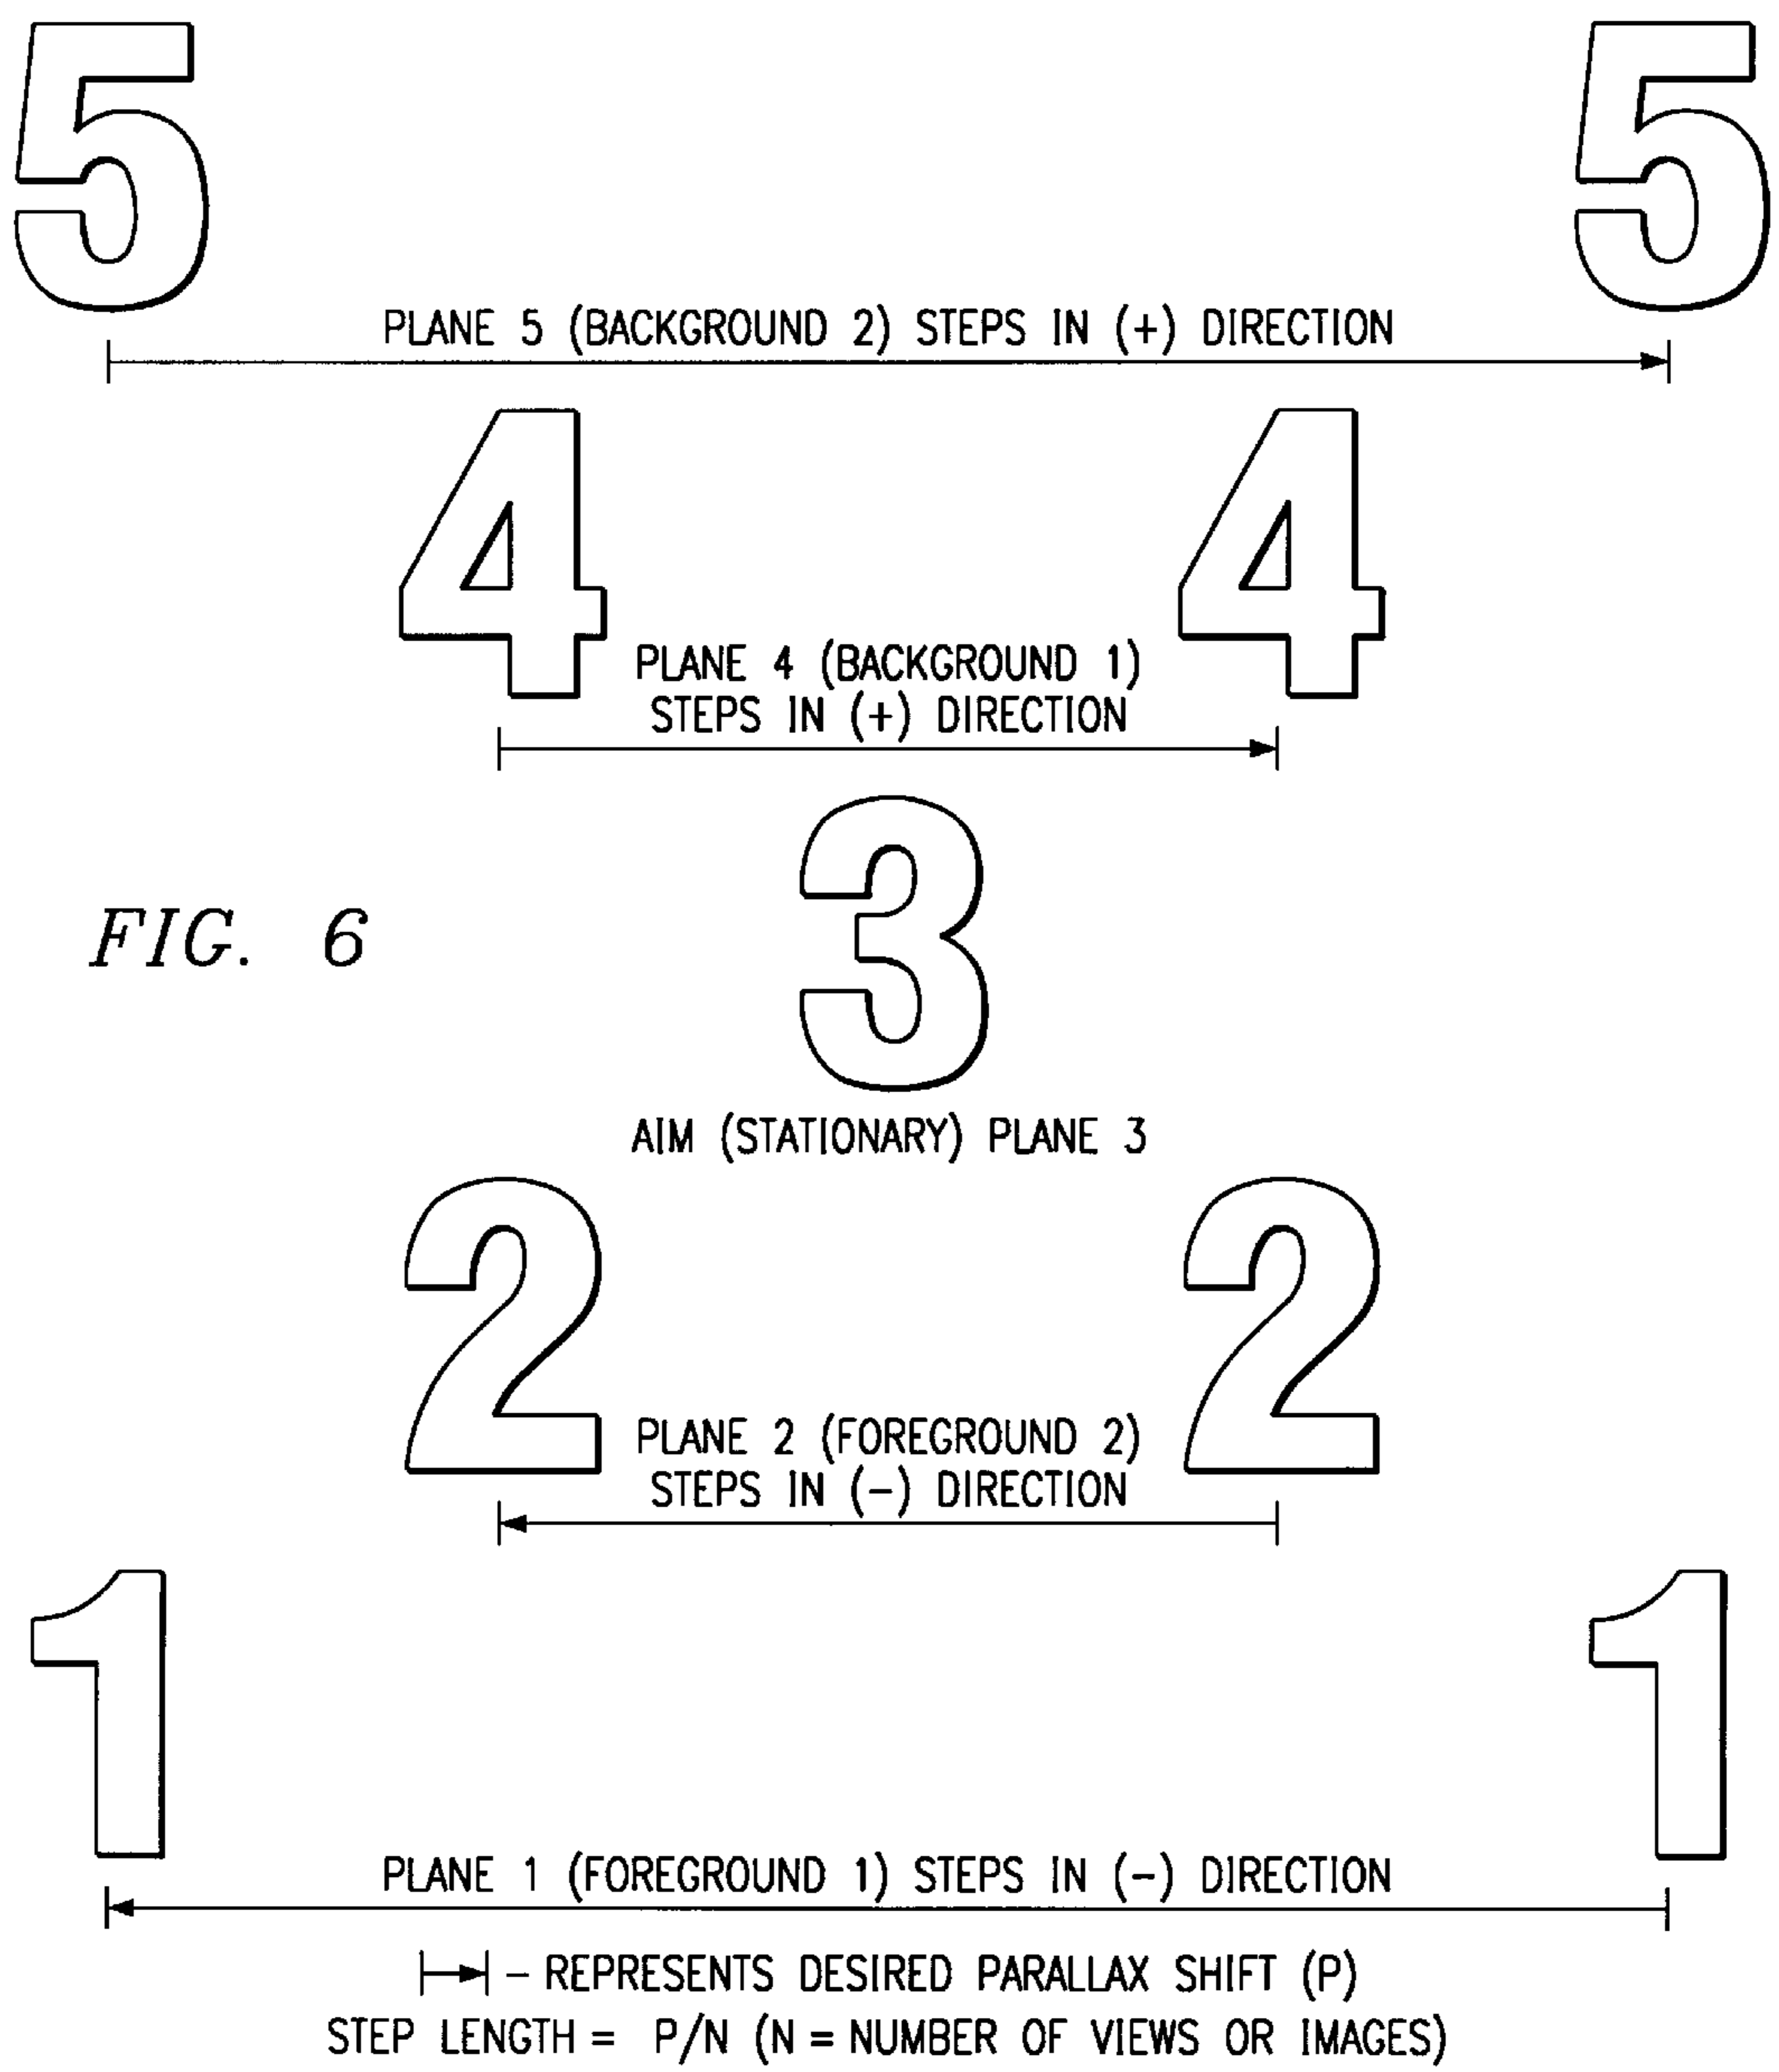 5 5
PLANE 5 (BACKGROUND 2) STEPS IN (+) DIRECTION
4 4
PLANE 4 (BACKGROUND 1)
STEPS IN (+) DIRECTION
3
FIG. 6
AIM (STATIONARY) PLANE 3
2 2
PLANE 2 (FOREGROUND 2)
STEPS IN (-) DIRECTION
1 1
PLANE 1 (FOREGROUND 1) STEPS IN (-) DIRECTION
– REPRESENTS DESIRED PARALLAX SHIFT (P)
STEP LENGTH = P/N (N = NUMBER OF VIEWS OR IMAGES)